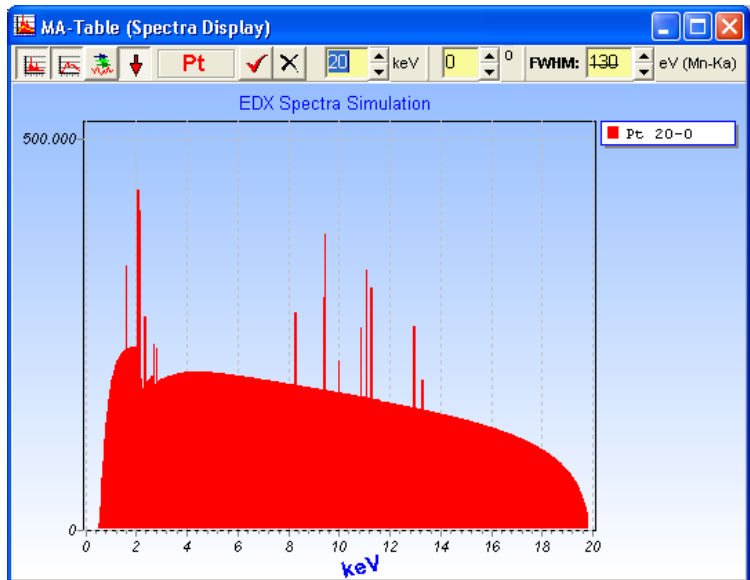 MA-Table (Spectra Display)
Pt 20 keV 0 ° FWHM: 130 eV (Mn-Ka)
EDX Spectra Simulation
500.000
Pt 20-0
0
0 2 4 6 8 10 12 14 16 18 20
keV